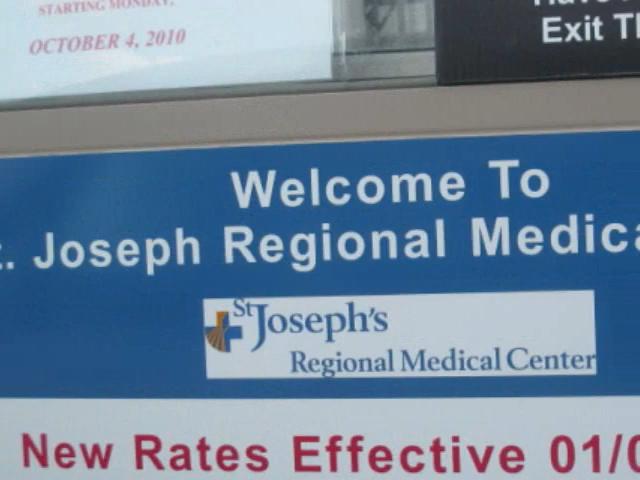 STARTING MONDAY,
OCTOBER 4, 2010
Exit
Welcome To
. Joseph Regional Medica
St Joseph's
Regional Medical Center
New Rates Effective 01/0